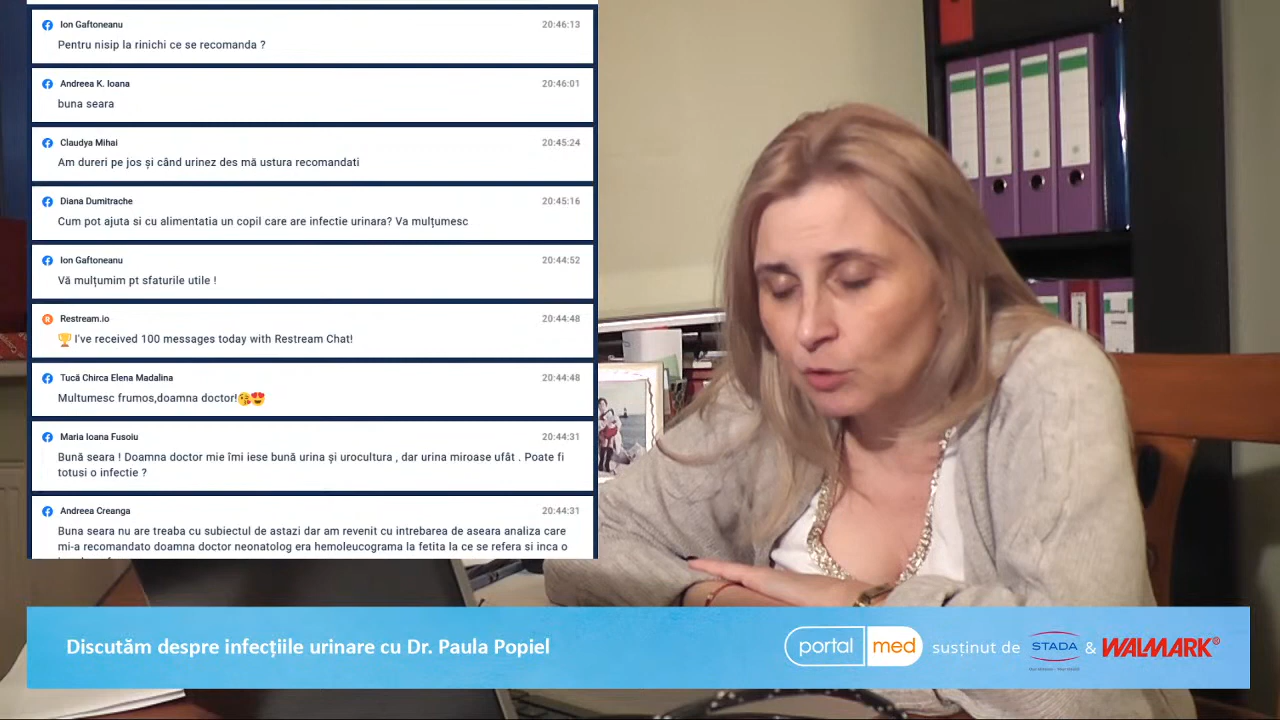 Ion Gaftoneanu 20:46:13
Pentru nisip la rinichi ce se recomanda ?
Andreea K. Ioana 20:46:01
buna seara
Claudya Mihai 20:45:24
Am dureri pe jos și când urinez des mă ustura recomandati
Diana Dumitrache 20:45:16
Cum pot ajuta si cu alimentatia un copil care are infectie urinara? Va mulțumesc
Ion Gaftoneanu 20:44:52
Vă mulțumim pt sfaturile utile !
Restream.io 20:44:48
🏆 I've received 100 messages today with Restream Chat!
Tucă Chirca Elena Madalina 20:44:48
Multumesc frumos,doamna doctor!😘😍
Maria Ioana Fusoiu 20:44:31
Bună seara ! Doamna doctor mie îmi iese bună urina și urocultura , dar urina miroase ufât . Poate fi
totusi o infectie ?
Andreea Creanga 20:44:31
Buna seara nu are treaba cu subiectul de astazi dar am revenit cu intrebarea de aseara analiza care
mi-a recomandato doamna doctor neonatolog era hemoleucograma la fetita la ce se refera si inca o
Discutăm despre infecțiile urinare cu Dr. Paula Popiel
portal med susținut de STADA & WALMARK®